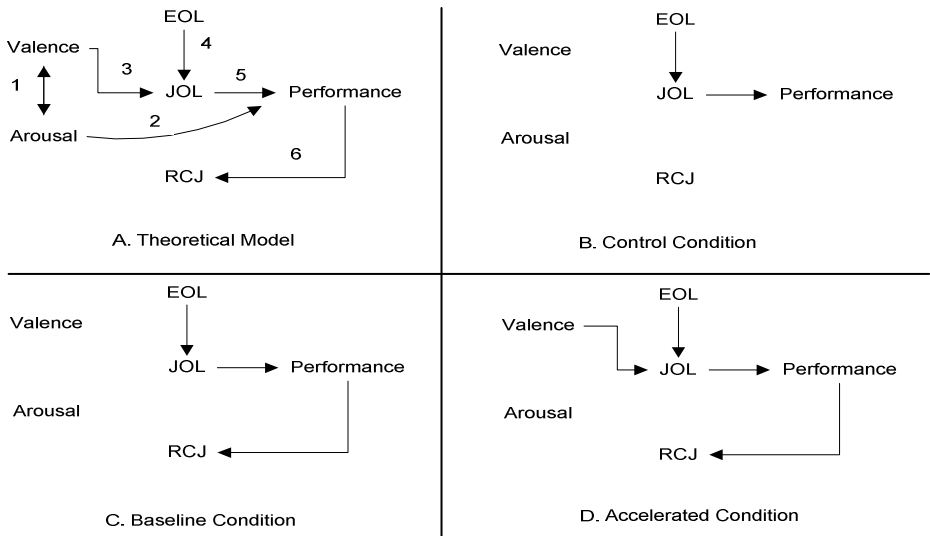 EOL
Valence
4
1
3
5
JOL
Performance
2
Arousal
6
RCJ
A. Theoretical Model
EOL
Valence
JOL
Performance
Arousal
RCJ
B. Control Condition
EOL
Valence
JOL
Performance
Arousal
RCJ
C. Baseline Condition
EOL
Valence
JOL
Performance
Arousal
RCJ
D. Accelerated Condition